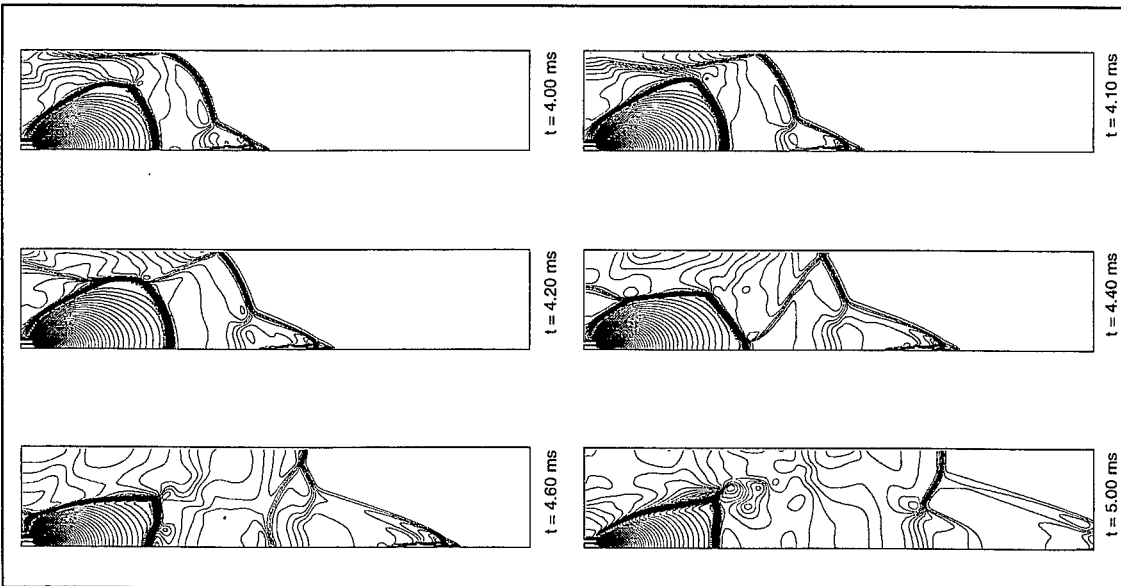 t = 4.00 ms
t = 4.10 ms
t = 4.20 ms
t = 4.40 ms
t = 4.60 ms
t = 5.00 ms